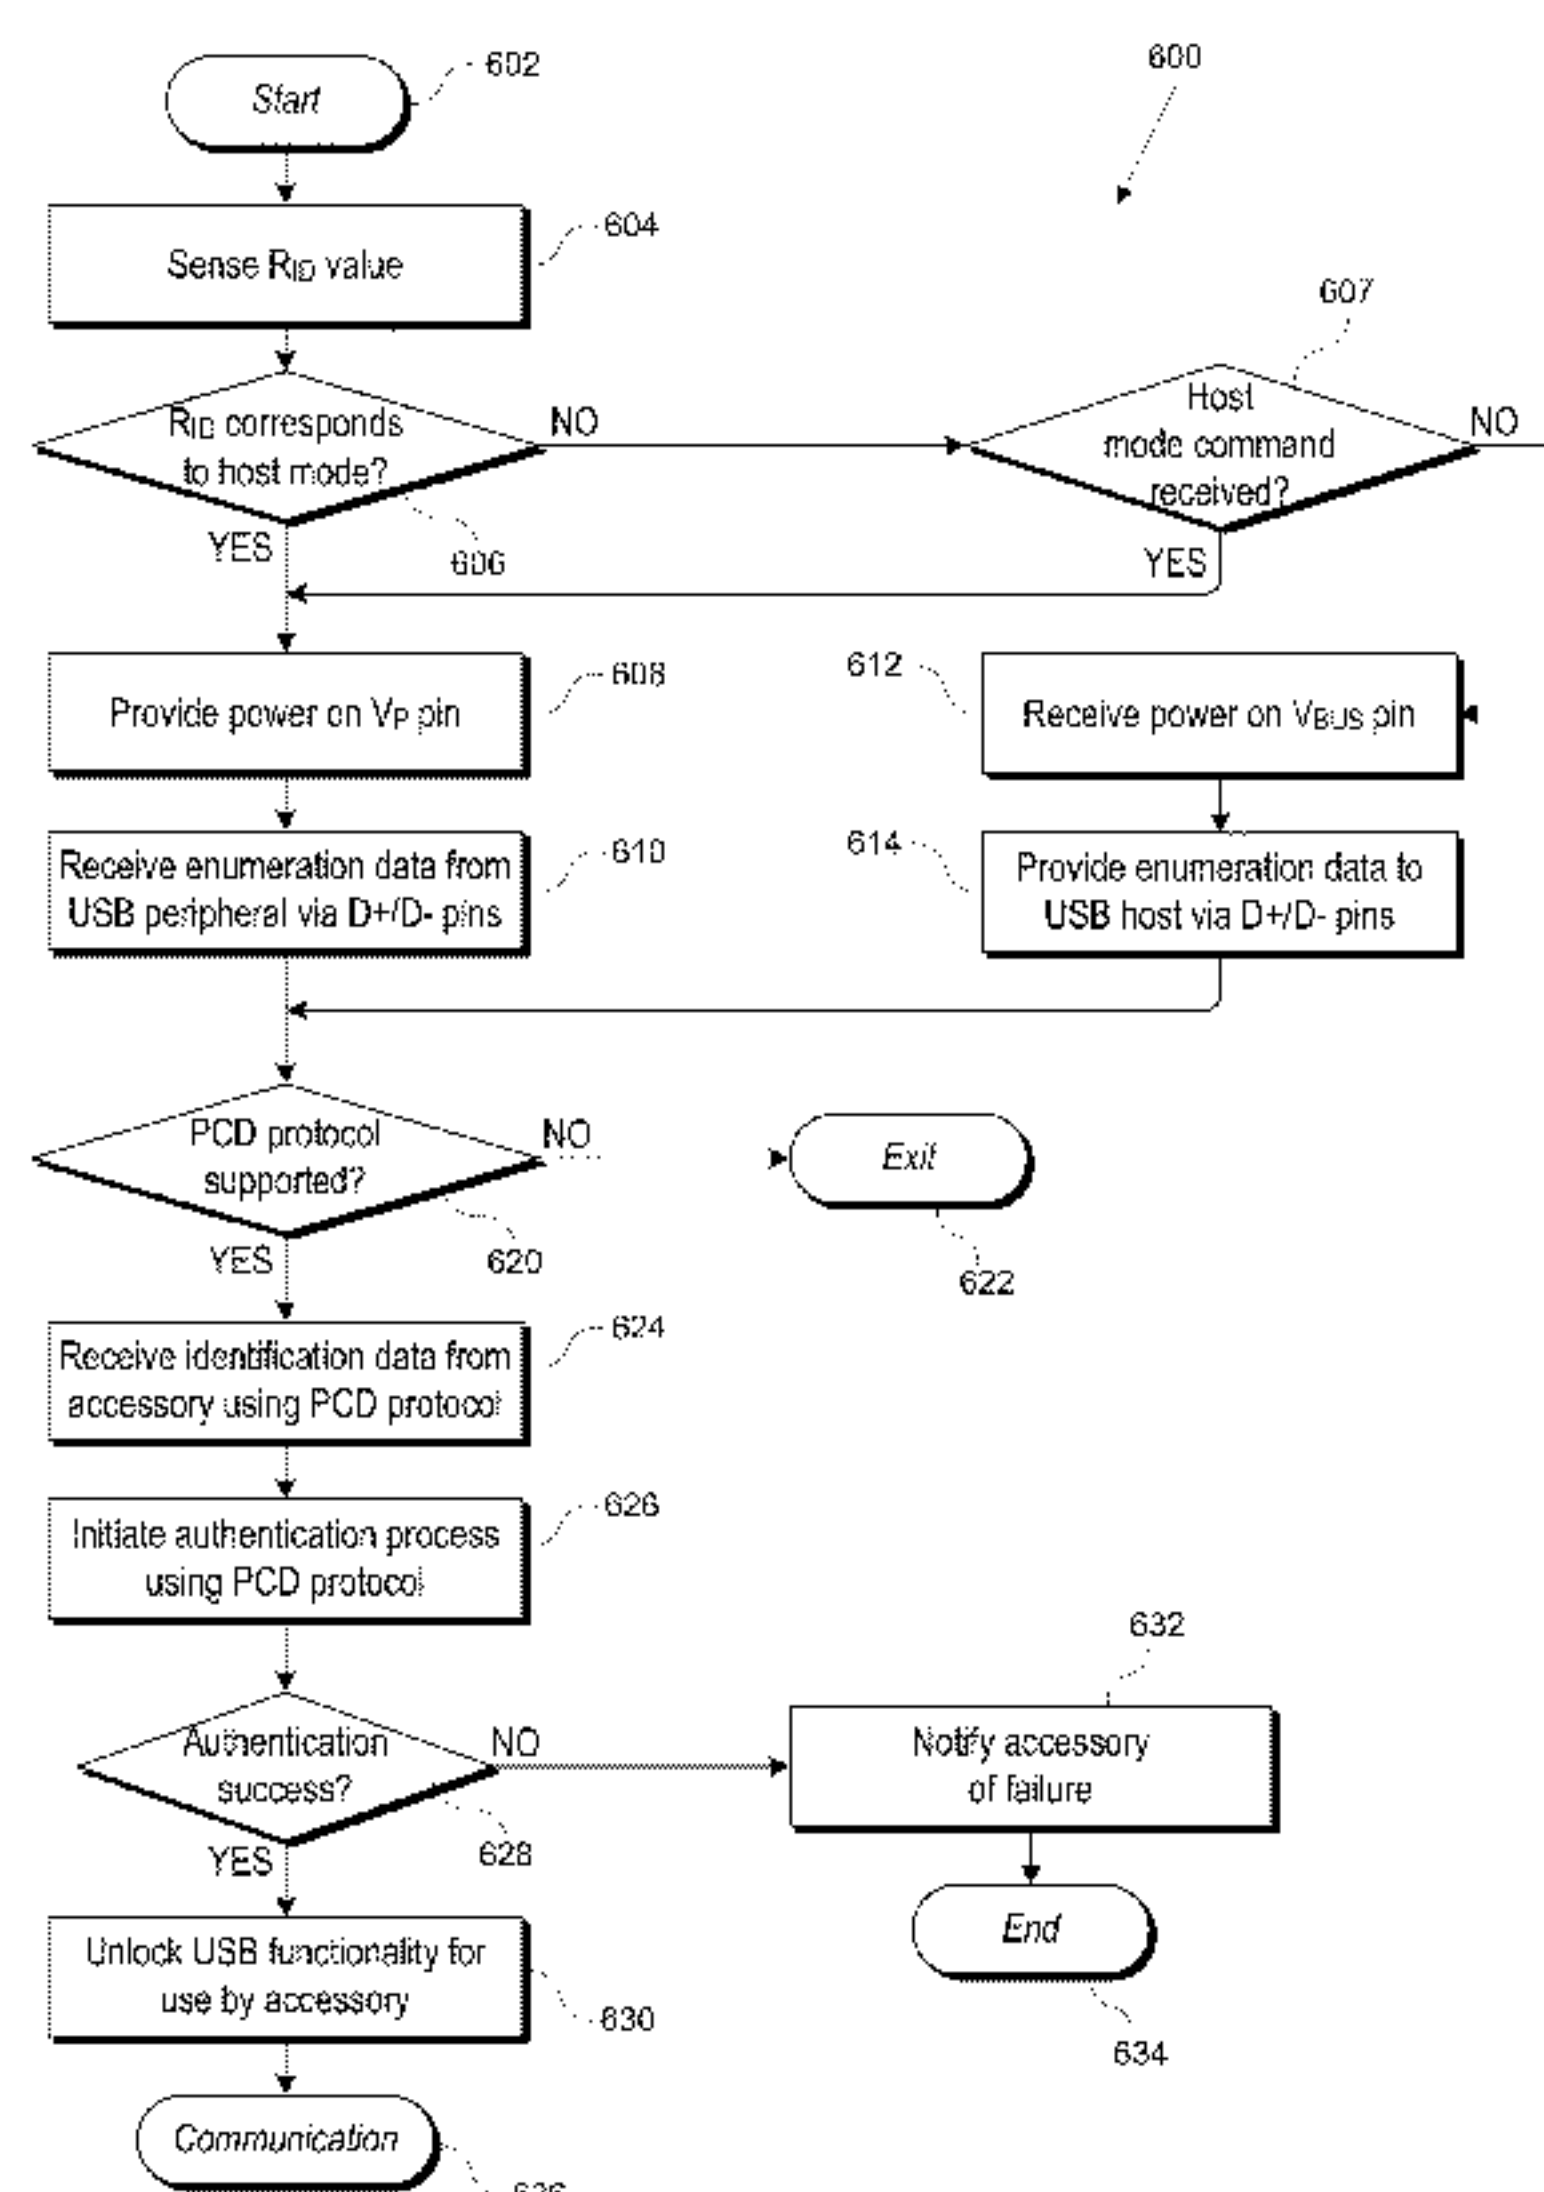 600
Start
602
Sense RID value
604
RID corresponds
to host mode?
NO
YES
606
607
Host
mode command
received?
NO
YES
Provide power on VP pin
608
612
Receive power on VBUS pin
Receive enumeration data from
USB peripheral via D+/D- pins
610
614
Provide enumeration data to
USB host via D+/D- pins
PCD protocol
supported?
NO
YES
620
Exit
622
Receive identification data from
accessory using PCD protocol
624
Initiate authentication process
using PCD protocol
626
Authentication
success?
NO
YES
628
632
Notify accessory
of failure
End
634
Unlock USB functionality for
use by accessory
630
Communication